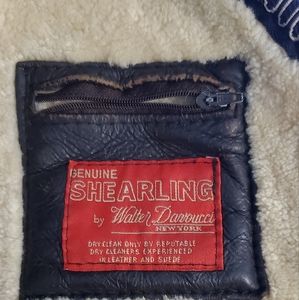 GENUINE
SHEARLING
by Walter Davoucci
NEW YORK
DRY CLEAN ONLY BY REPUTABLE
DRY CLEANERS EXPERIENCED
IN LEATHER AND SUEDE